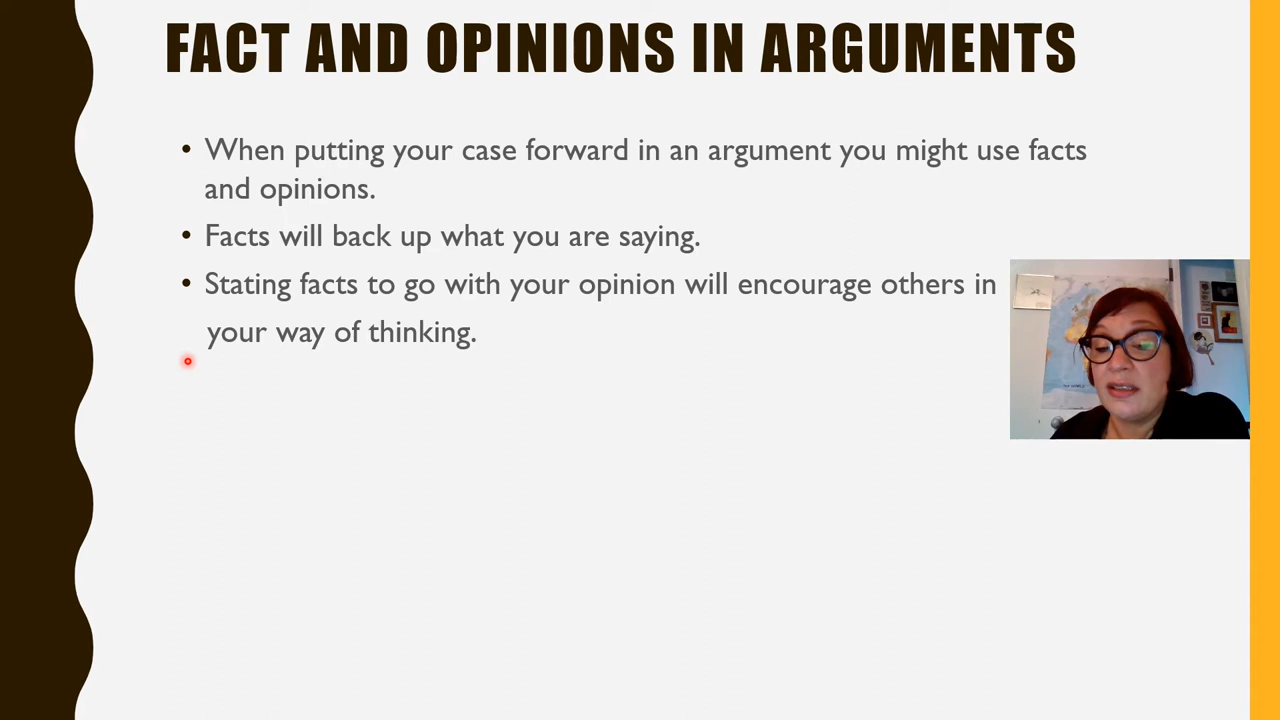 FACT AND OPINIONS IN ARGUMENTS
• When putting your case forward in an argument you might use facts
and opinions.
• Facts will back up what you are saying.
• Stating facts to go with your opinion will encourage others in
your way of thinking.